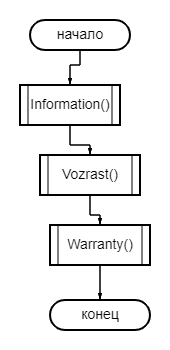 начало
Information()
Vozrast()
Warranty()
конец